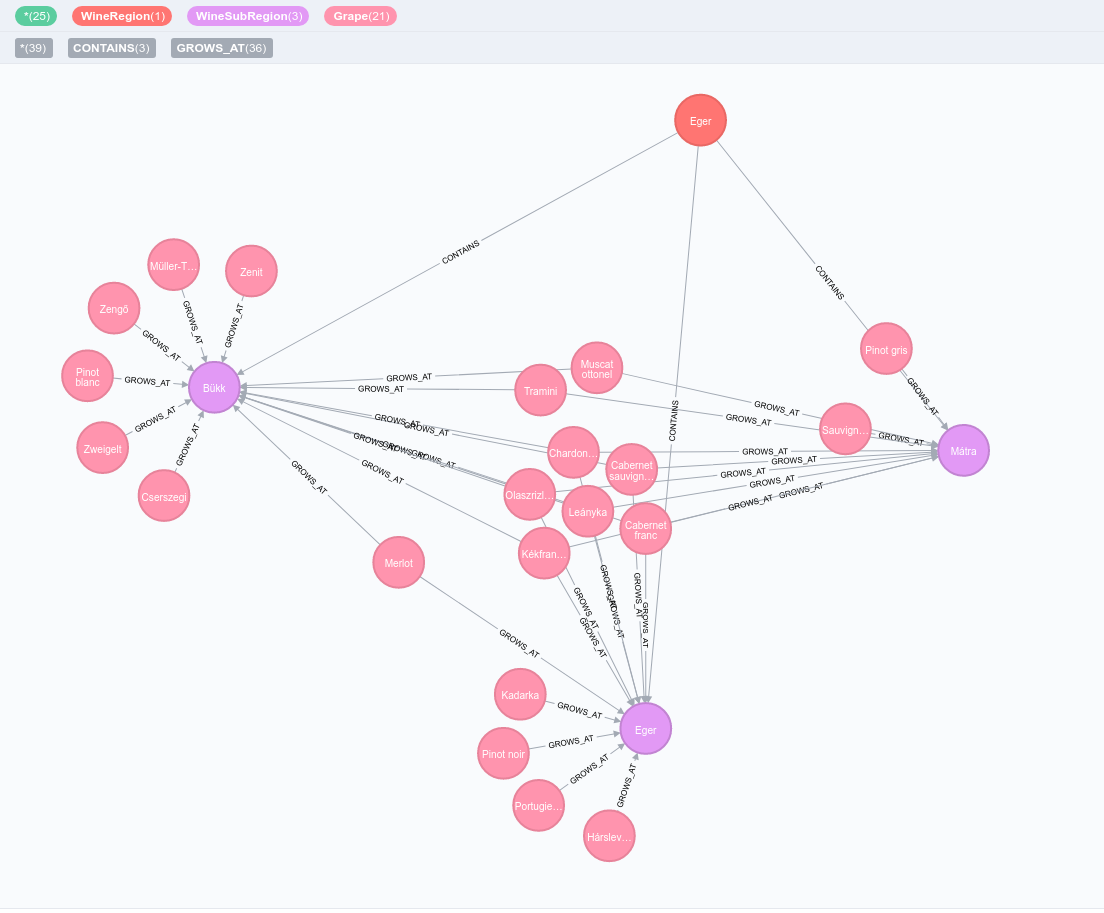 *(25) WineRegion(1) WineSubRegion(3) Grape(21)
*(39) CONTAINS(3) GROWS_AT(36)
Eger
CONTAINS
CONTAINS
CONTAINS
Müller-T…
Zenit
Zengő
GROWS_AT
GROWS_AT
GROWS_AT
Pinot
blanc
GROWS_AT
Bükk
Zweigelt
GROWS_AT
Cserszegi
GROWS_AT
Pinot gris
GROWS_AT
Muscat
ottonel
GROWS_AT
GROWS_AT
Tramini
GROWS_AT
GROWS_AT
Sauvign…
GROWS_AT
Mátra
GROWS_AT
GROWS_AT
Chardon…
GROWS_AT
GROWS_AT
Cabernet
sauvign…
GROWS_AT
GROWS_AT
GROWS_AT
GROWS_AT
GROWS_AT
GROWS_AT
Olaszrizl…
Leányka
GROWS_AT
GROWS_AT
GROWS_AT
Cabernet
franc
Kékfran…
Merlot
GROWS_AT
GROWS_AT
GROWS_AT
GROWS_AT
GROWS_AT
GROWS_AT
GROWS_AT
GROWS_AT
Kadarka
GROWS_AT
Eger
Pinot noir
GROWS_AT
Portugie…
GROWS_AT
GROWS_AT
Hárslev…